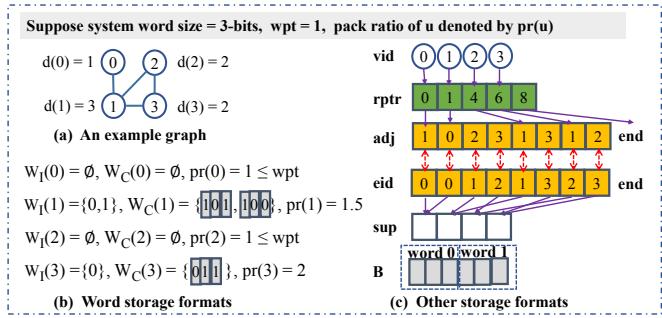 Suppose system word size = 3-bits, wpt = 1, pack ratio of u denoted by pr(u)
d(0) = 1 0 2 d(2) = 2
d(1) = 3 1 3 d(3) = 2
(a) An example graph
W_I(0) = ∅, W_C(0) = ∅, pr(0) = 1 ≤ wpt
W_I(1) = {0,1}, W_C(1) = {101, 100}, pr(1) = 1.5
W_I(2) = ∅, W_C(2) = ∅, pr(2) = 1 ≤ wpt
W_I(3) = {0}, W_C(3) = {011}, pr(3) = 2
(b) Word storage formats
vid 0 1 2 3
rptr 0 1 4 6 8
adj 1 0 2 3 1 3 1 2 end
eid 0 0 1 2 1 3 2 3 end
sup
word 0 word 1
B
(c) Other storage formats